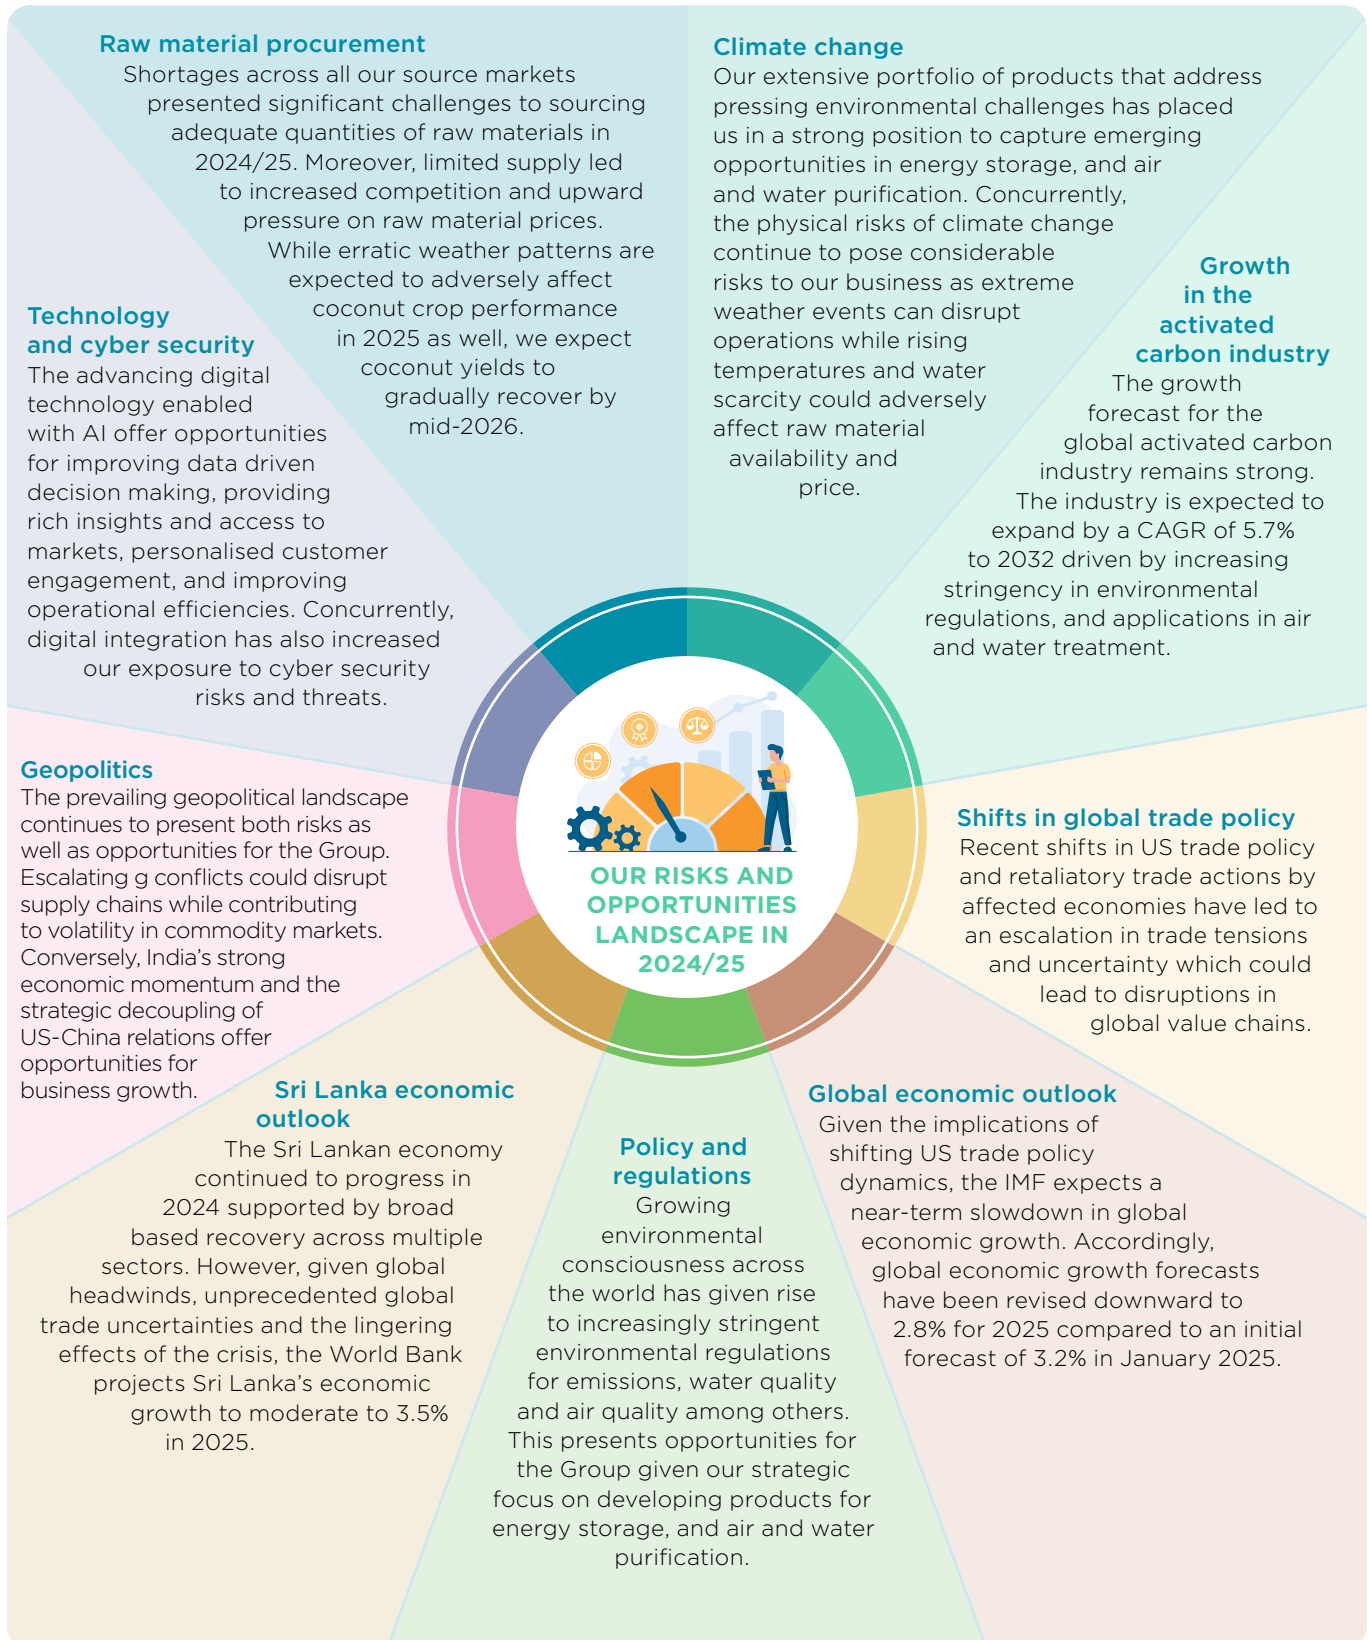 Raw material procurement
Shortages across all our source markets
presented significant challenges to sourcing
adequate quantities of raw materials in
2024/25. Moreover, limited supply led
to increased competition and upward
pressure on raw material prices.
While erratic weather patterns are
expected to adversely affect
coconut crop performance
in 2025 as well, we expect
coconut yields to
gradually recover by
mid-2026.
Climate change
Our extensive portfolio of products that address
pressing environmental challenges has placed
us in a strong position to capture emerging
opportunities in energy storage, and air
and water purification. Concurrently,
the physical risks of climate change
continue to pose considerable
risks to our business as extreme
weather events can disrupt
operations while rising
temperatures and water
scarcity could adversely
affect raw material
availability and
price.
Growth
in the
activated
carbon industry
The growth
forecast for the
global activated carbon
industry remains strong.
The industry is expected to
expand by a CAGR of 5.7%
to 2032 driven by increasing
stringency in environmental
regulations, and applications in air
and water treatment.
Technology
and cyber security
The advancing digital
technology enabled
with AI offer opportunities
for improving data driven
decision making, providing
rich insights and access to
markets, personalised customer
engagement, and improving
operational efficiencies. Concurrently,
digital integration has also increased
our exposure to cyber security
risks and threats.
Geopolitics
The prevailing geopolitical landscape
continues to present both risks as
well as opportunities for the Group.
Escalating g conflicts could disrupt
supply chains while contributing
to volatility in commodity markets.
Conversely, India's strong
economic momentum and the
strategic decoupling of
US-China relations offer
opportunities for
business growth.
OUR RISKS AND
OPPORTUNITIES
LANDSCAPE IN
2024/25
Shifts in global trade policy
Recent shifts in US trade policy
and retaliatory trade actions by
affected economies have led to
an escalation in trade tensions
and uncertainty which could
lead to disruptions in
global value chains.
Sri Lanka economic
outlook
The Sri Lankan economy
continued to progress in
2024 supported by broad
based recovery across multiple
sectors. However, given global
headwinds, unprecedented global
trade uncertainties and the lingering
effects of the crisis, the World Bank
projects Sri Lanka's economic
growth to moderate to 3.5%
in 2025.
Policy and
regulations
Growing
environmental
consciousness across
the world has given rise
to increasingly stringent
environmental regulations
for emissions, water quality
and air quality among others.
This presents opportunities for
the Group given our strategic
focus on developing products for
energy storage, and air and water
purification.
Global economic outlook
Given the implications of
shifting US trade policy
dynamics, the IMF expects a
near-term slowdown in global
economic growth. Accordingly,
global economic growth forecasts
have been revised downward to
2.8% for 2025 compared to an initial
forecast of 3.2% in January 2025.